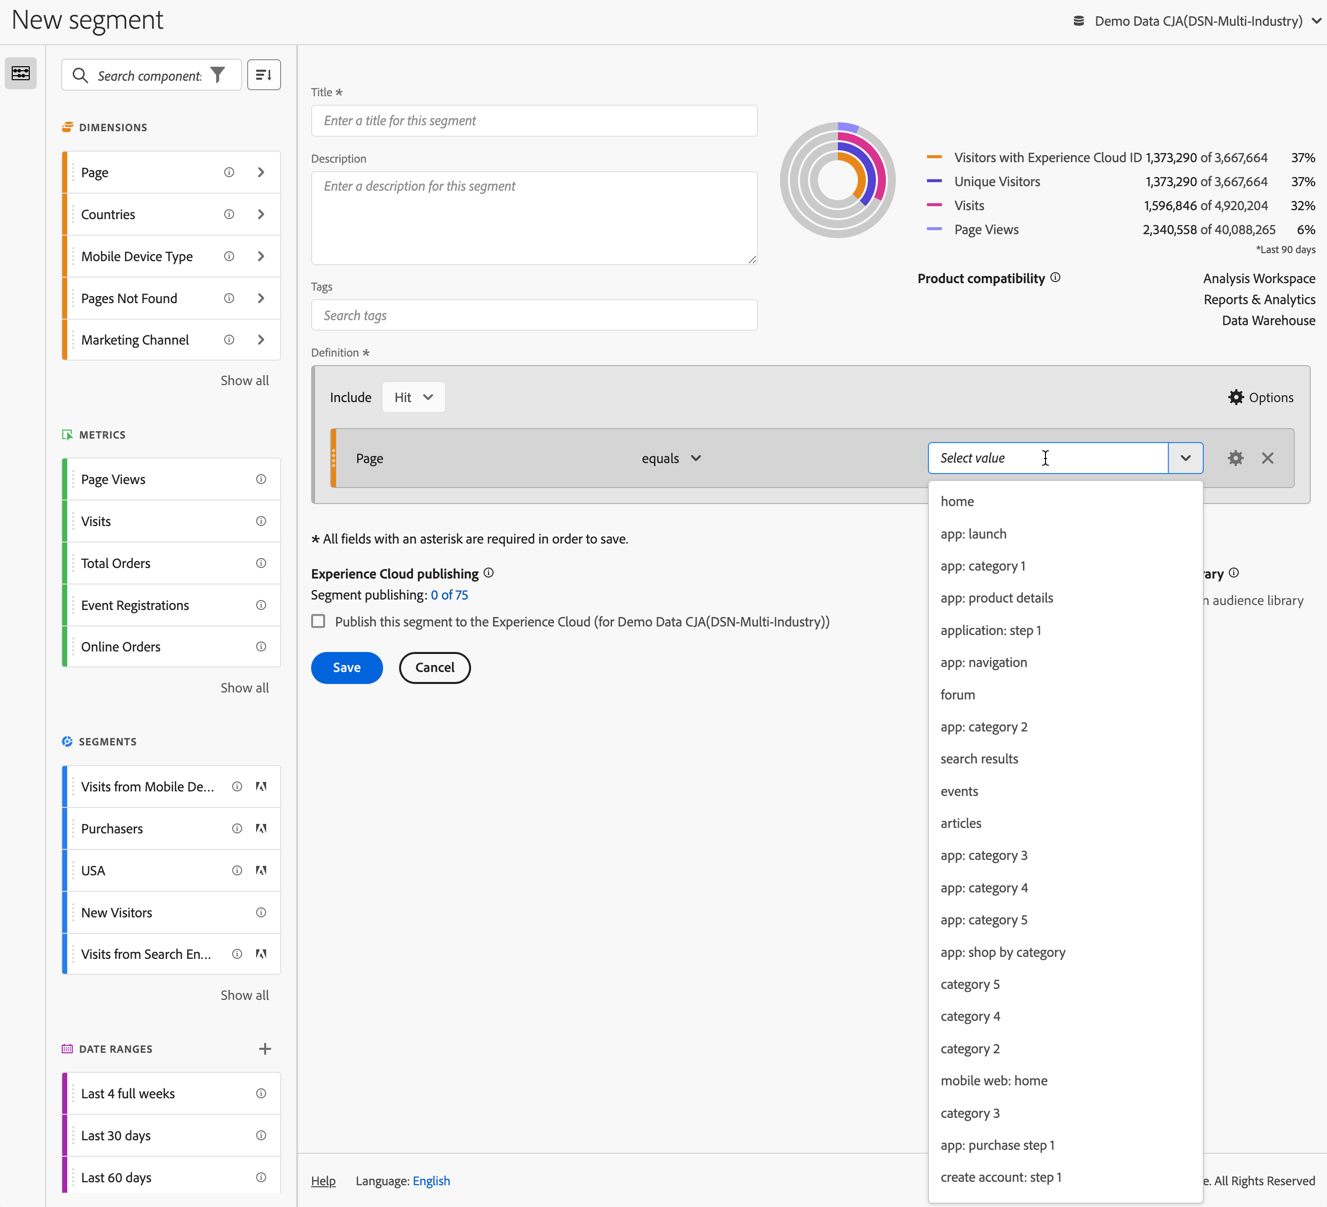 New segment
Demo Data CJA(DSN-Multi-Industry)
Search component:
DIMENSIONS
Page
Countries
Mobile Device Type
Pages Not Found
Marketing Channel
Show all
METRICS
Page Views
Visits
Total Orders
Event Registrations
Online Orders
Show all
SEGMENTS
Visits from Mobile De...
Purchasers
USA
New Visitors
Visits from Search En...
Show all
DATE RANGES
Last 4 full weeks
Last 30 days
Last 60 days
Title *
Enter a title for this segment
Description
Enter a description for this segment
Tags
Search tags
Visitors with Experience Cloud ID 1,373,290 of 3,667,664 37%
Unique Visitors 1,373,290 of 3,667,664 37%
Visits 1,596,846 of 4,920,204 32%
Page Views 2,340,558 of 40,088,265 6%
*Last 90 days
Product compatibility Analysis Workspace
Reports & Analytics
Data Warehouse
Definition *
Include Hit Options
Page equals Select value
home
app: launch
app: category 1
app: product details
application: step 1
app: navigation
forum
app: category 2
search results
events
articles
app: category 3
app: category 4
app: category 5
app: shop by category
category 5
category 4
category 2
mobile web: home
category 3
app: purchase step 1
create account: step 1
* All fields with an asterisk are required in order to save.
Experience Cloud publishing
Segment publishing: 0 of 75
Publish this segment to the Experience Cloud (for Demo Data CJA(DSN-Multi-Industry))
rary
n audience library
Save Cancel
Help Language: English
e. All Rights Reserved